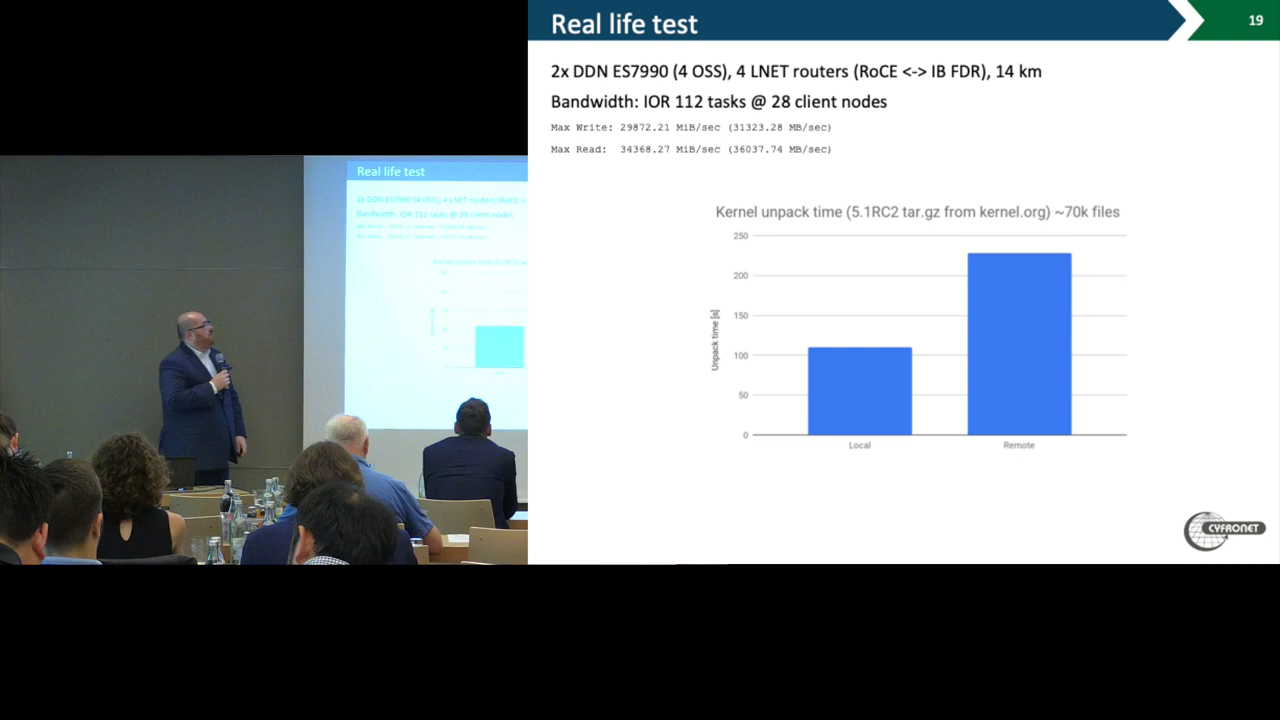 Real life test
19
2x DDN ES7990 (4 OSS), 4 LNET routers (RoCE <-> IB FDR), 14 km
Bandwidth: IOR 112 tasks @ 28 client nodes
Max Write: 29872.21 MiB/sec (31323.28 MB/sec)
Max Read: 34368.27 MiB/sec (36037.74 MB/sec)
Kernel unpack time (5.1RC2 tar.gz from kernel.org) ~70k files
250
200
150
100
50
0
Unpack time [s]
Local
Remote
CYFRONET
Real life test
2x DDN ES7990 (4 OSS), 4 LNET routers (RoCE <-
Bandwidth: IOR 112 tasks @ 28 client nodes